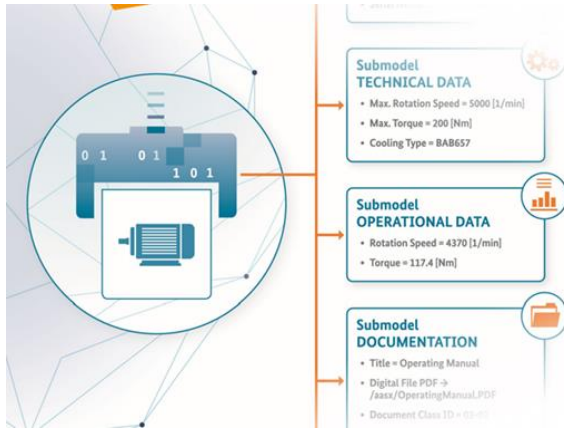 0 1 0 1
1 0 1
Submodel
TECHNICAL DATA
• Max. Rotation Speed = 5000 [1/min]
• Max. Torque = 200 [Nm]
• Cooling Type = BAB657
Submodel
OPERATIONAL DATA
• Rotation Speed = 4370 [1/min]
• Torque = 117.4 [Nm]
Submodel
DOCUMENTATION
• Title = Operating Manual
• Digital File PDF →
/aasx/OperatingManual.PDF
• Document Class ID =